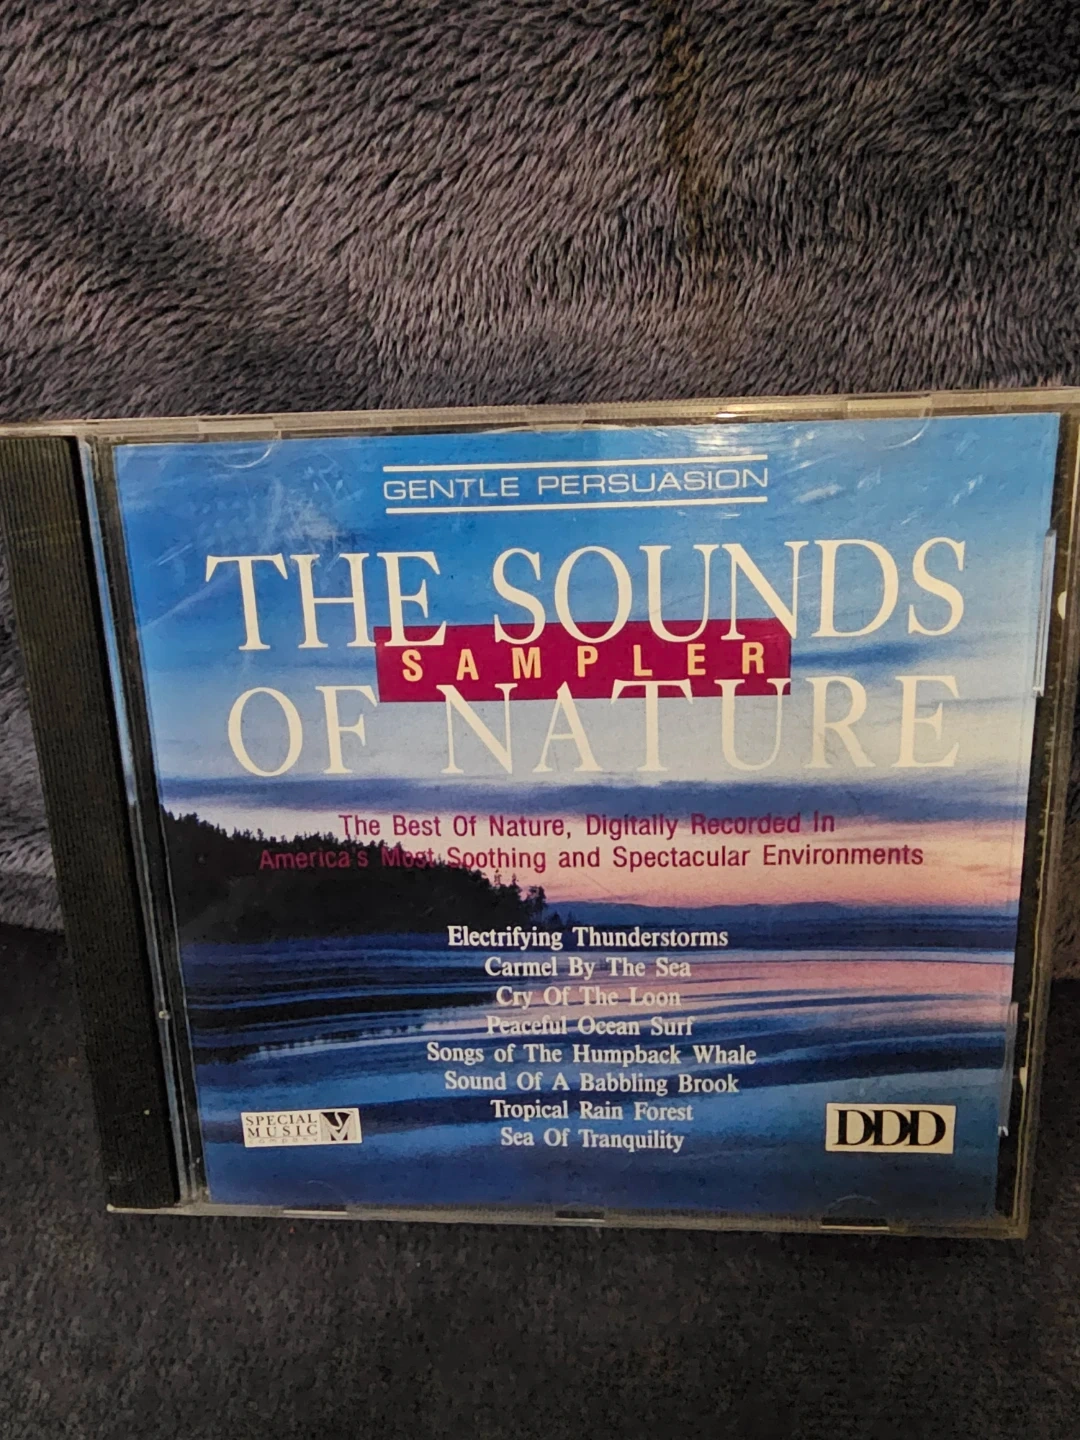 GENTLE PERSUASION
THE SOUNDS
SAMPLER
OF NATURE
The Best Of Nature, Digitally Recorded In
America's Most Soothing and Spectacular Environments
Electrifying Thunderstorms
Carmel By The Sea
Cry Of The Loon
Peaceful Ocean Surf
Songs of The Humpback Whale
Sound Of A Babbling Brook
Tropical Rain Forest
Sea Of Tranquility
SPECIAL
MUSIC
COMPANY
DDD